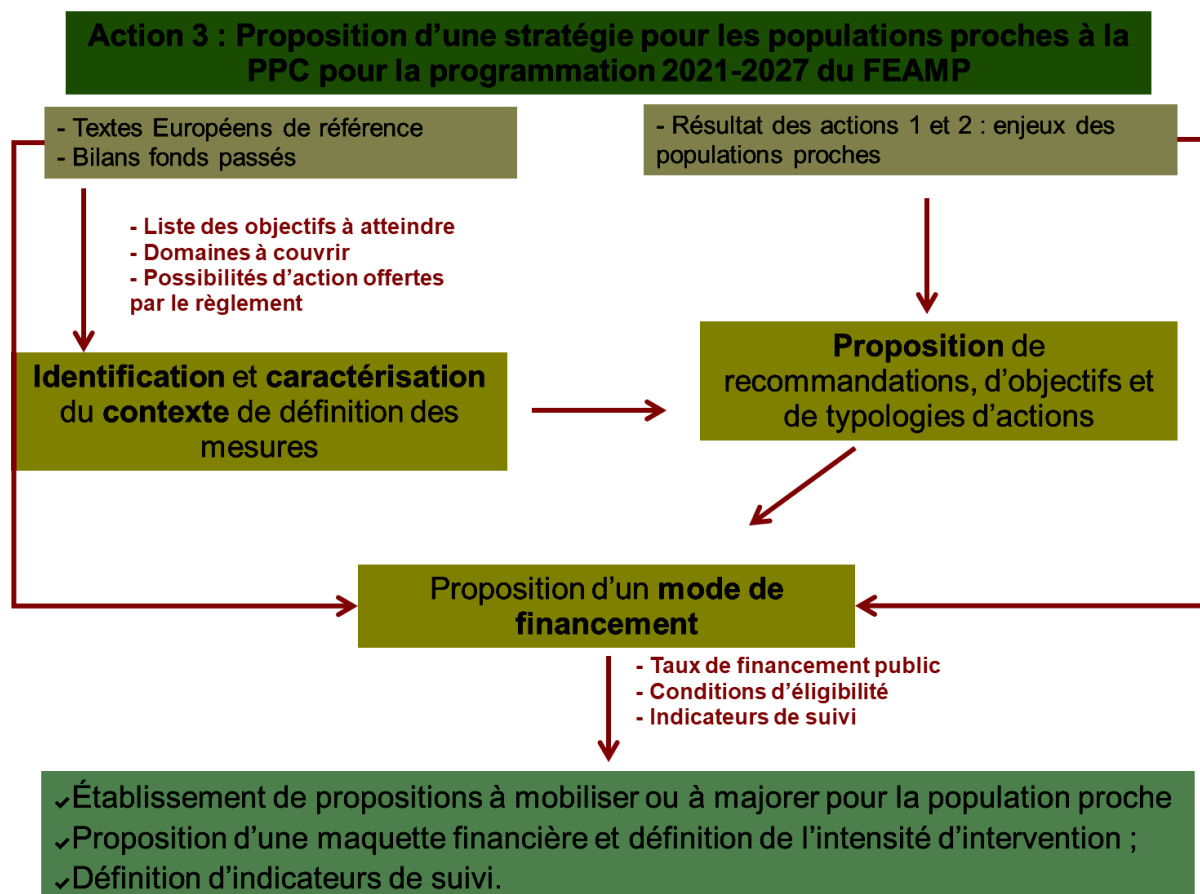 Action 3 : Proposition d’une stratégie pour les populations proches à la
PPC pour la programmation 2021-2027 du FEAMP
- Textes Européens de référence
- Bilans fonds passés
- Résultat des actions 1 et 2 : enjeux des
populations proches
- Liste des objectifs à atteindre
- Domaines à couvrir
- Possibilités d’action offertes
par le règlement
Identification et caractérisation
du contexte de définition des
mesures
Proposition de
recommandations, d’objectifs et
de typologies d’actions
Proposition d’un mode de
financement
- Taux de financement public
- Conditions d’éligibilité
- Indicateurs de suivi
✓Établissement de propositions à mobiliser ou à majorer pour la population proche
✓Proposition d’une maquette financière et définition de l’intensité d’intervention ;
✓Définition d’indicateurs de suivi.